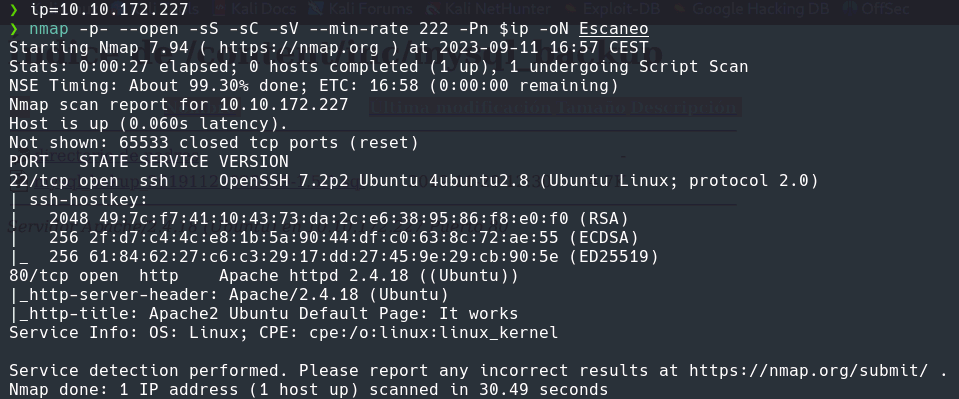 ❯ ip=10.10.172.227
❯ nmap -p- --open -sS -sC -sV --min-rate 222 -Pn $ip -oN Escaneo
Starting Nmap 7.94 ( https://nmap.org ) at 2023-09-11 16:57 CEST
Stats: 0:00:27 elapsed; 0 hosts completed (1 up), 1 undergoing Script Scan
NSE Timing: About 99.30% done; ETC: 16:58 (0:00:00 remaining)
Nmap scan report for 10.10.172.227
Host is up (0.060s latency).
Not shown: 65533 closed tcp ports (reset)
PORT   STATE SERVICE VERSION
22/tcp open  ssh     OpenSSH 7.2p2 Ubuntu 4ubuntu2.8 (Ubuntu Linux; protocol 2.0)
| ssh-hostkey:
|   2048 49:7c:f7:41:10:43:73:da:2c:e6:38:95:86:f8:e0:f0 (RSA)
|   256 2f:d7:c4:4c:e8:1b:5a:90:44:df:c0:63:8c:72:ae:55 (ECDSA)
|_  256 61:84:62:27:c6:c3:29:17:dd:27:45:9e:29:cb:90:5e (ED25519)
80/tcp open  http    Apache httpd 2.4.18 ((Ubuntu))
|_http-server-header: Apache/2.4.18 (Ubuntu)
|_http-title: Apache2 Ubuntu Default Page: It works
Service Info: OS: Linux; CPE: cpe:/o:linux:linux_kernel
Service detection performed. Please report any incorrect results at https://nmap.org/submit/ .
Nmap done: 1 IP address (1 host up) scanned in 30.49 seconds